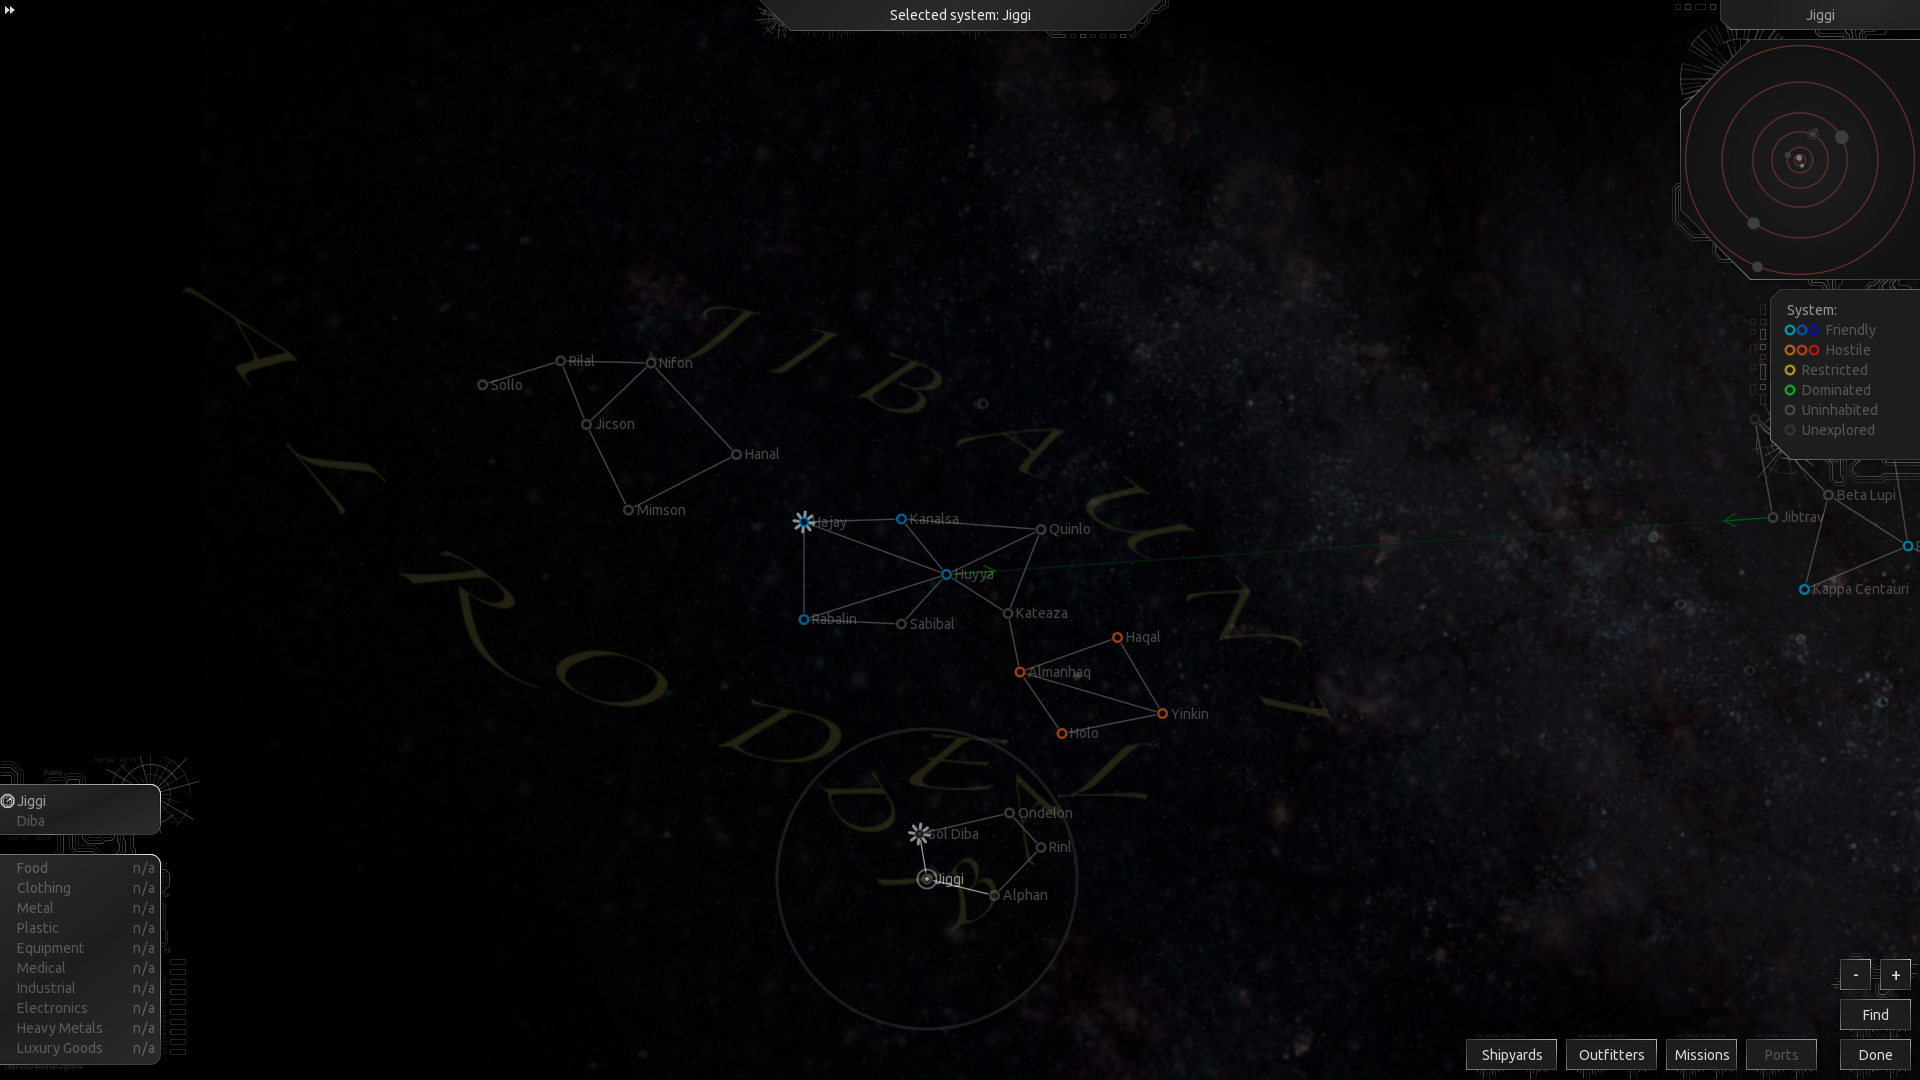 Selected system: Jiggi
Jiggi
System:
Friendly
Hostile
Restricted
Dominated
Uninhabited
Unexplored
J I B A U Z I
A
Rilal
Nifon
Sollo
Jicson
Hanal
Mimson
Hajay
Kanalsa
Quinlo
Huyya
Kateaza
Rabalin
Sabibal
Haqal
Almanhaq
Yinkin
Holo
Beta Lupi
Jibtrav
Kappa Centauri
Ondelon
Sol Diba
Rinl
Jiggi
Alphan
Jiggi
Diba
Food n/a
Clothing n/a
Metal n/a
Plastic n/a
Equipment n/a
Medical n/a
Industrial n/a
Electronics n/a
Heavy Metals n/a
Luxury Goods n/a
-
+
Find
Shipyards
Outfitters
Missions
Ports
Done